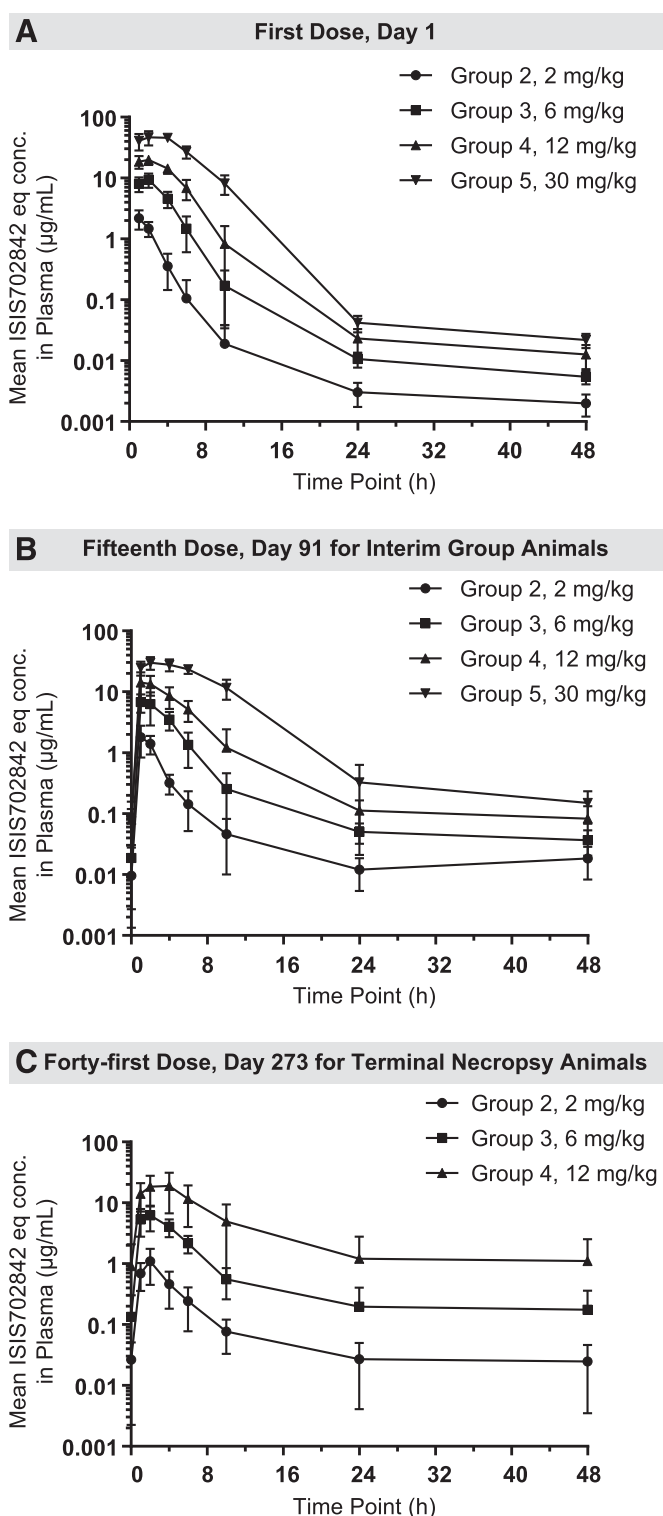 A First Dose, Day 1
Group 2, 2 mg/kg
Group 3, 6 mg/kg
Group 4, 12 mg/kg
Group 5, 30 mg/kg
Mean ISIS702842 eq conc.
in Plasma (µg/mL)
100
10
1
0.1
0.01
0.001
0 8 16 24 32 40 48
Time Point (h)
B Fifteenth Dose, Day 91 for Interim Group Animals
Group 2, 2 mg/kg
Group 3, 6 mg/kg
Group 4, 12 mg/kg
Group 5, 30 mg/kg
Mean ISIS702842 eq conc.
in Plasma (µg/mL)
100
10
1
0.1
0.01
0.001
0 8 16 24 32 40 48
Time Point (h)
C Forty-first Dose, Day 273 for Terminal Necropsy Animals
Group 2, 2 mg/kg
Group 3, 6 mg/kg
Group 4, 12 mg/kg
Mean ISIS702842 eq conc.
in Plasma (µg/mL)
100
10
1
0.1
0.01
0.001
0 8 16 24 32 40 48
Time Point (h)